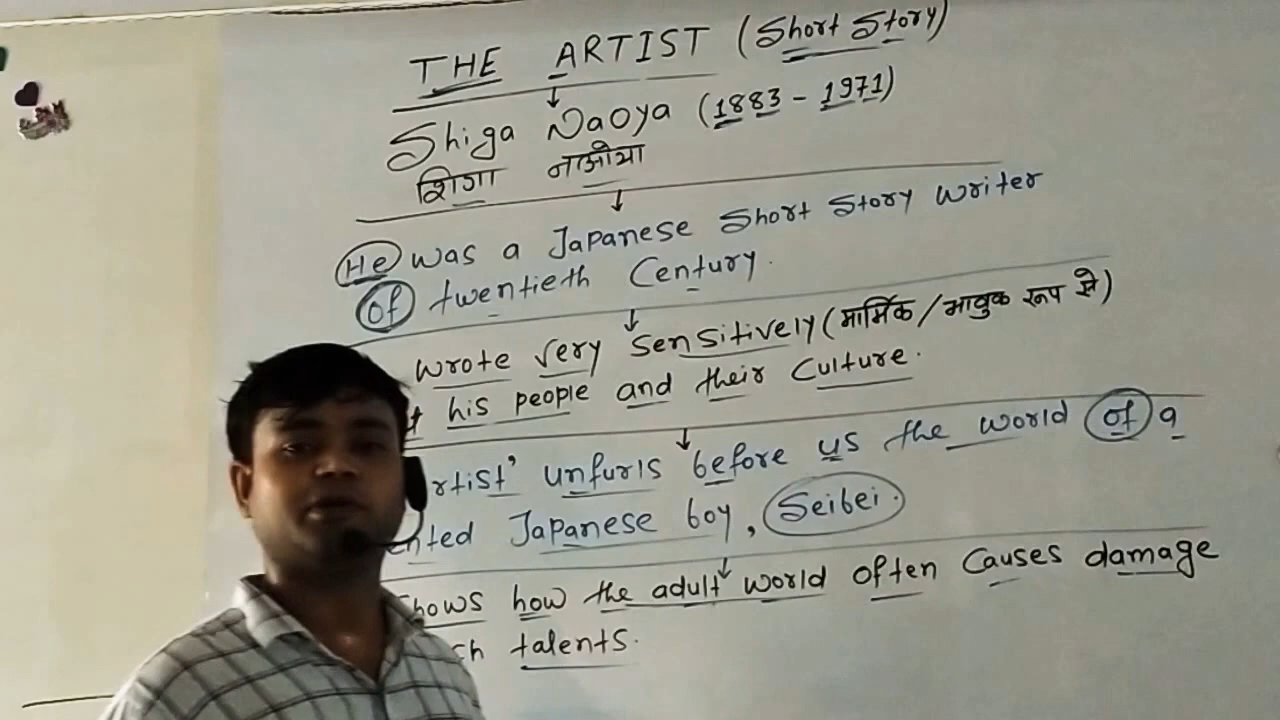 THE ARTIST (Short Story)
Shiga Naoya (1883 - 1971)
शिगा नाओया
He was a Japanese Short Story writer
of twentieth Century.
wrote very sensitively (मार्मिक/भावुक रूप से)
his people and their Culture.
rtist' unfurls before us the world of a
ented Japanese boy, Seibei.
shows how the adult world often Causes damage
ch talents.